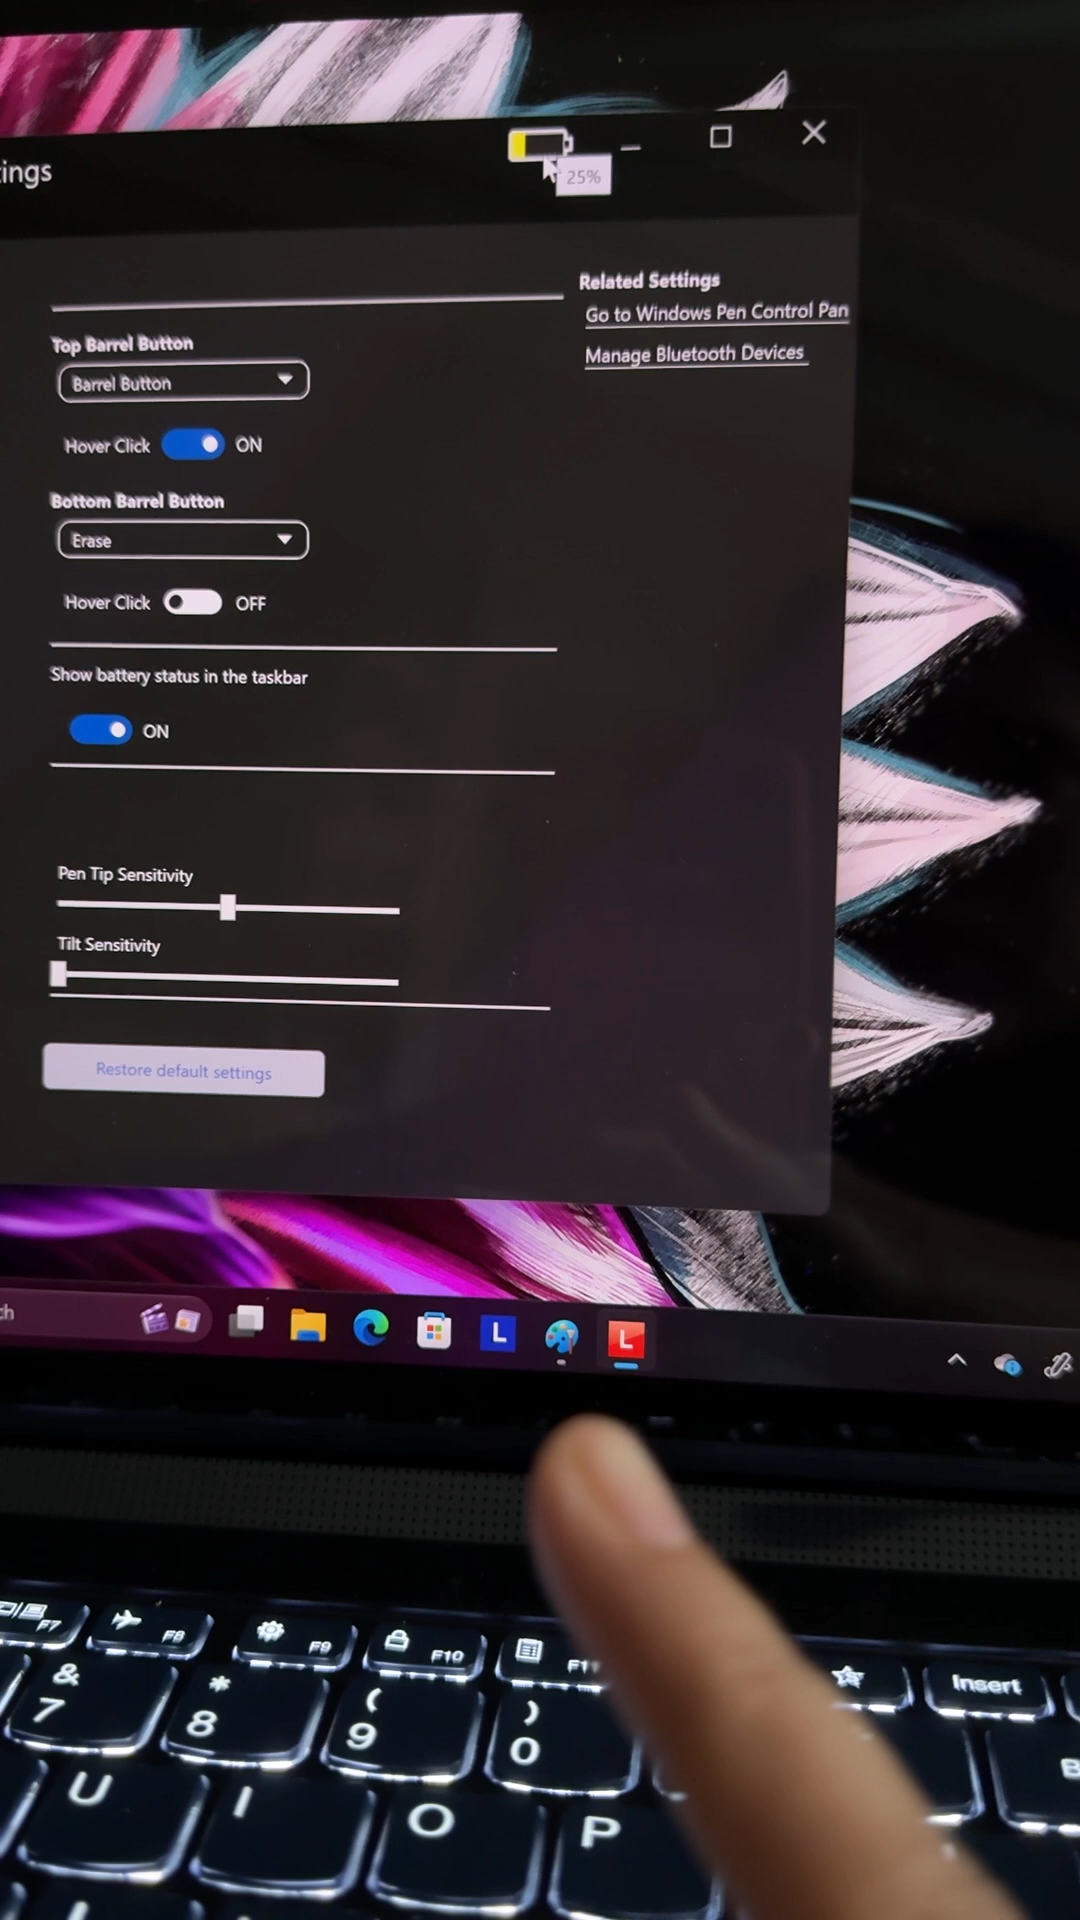 ings
25%
Related Settings
Go to Windows Pen Control Pan
Manage Bluetooth Devices
Top Barrel Button
Barrel Button
Hover Click ON
Bottom Barrel Button
Erase
Hover Click OFF
Show battery status in the taskbar
ON
Pen Tip Sensitivity
Tilt Sensitivity
Restore default settings
ch
L
L
F7 F8 F9 F10 F11 Insert
& 7 * 8 ( 9 ) 0 B
U I O P